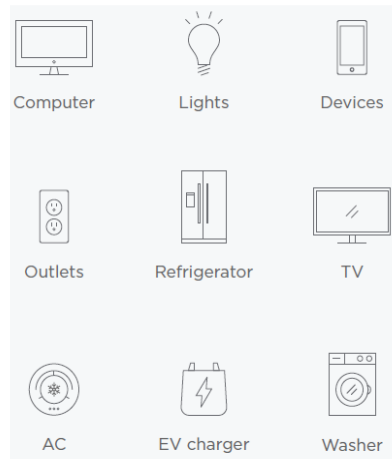 Computer
Lights
Devices
Outlets
Refrigerator
TV
AC
EV charger
Washer